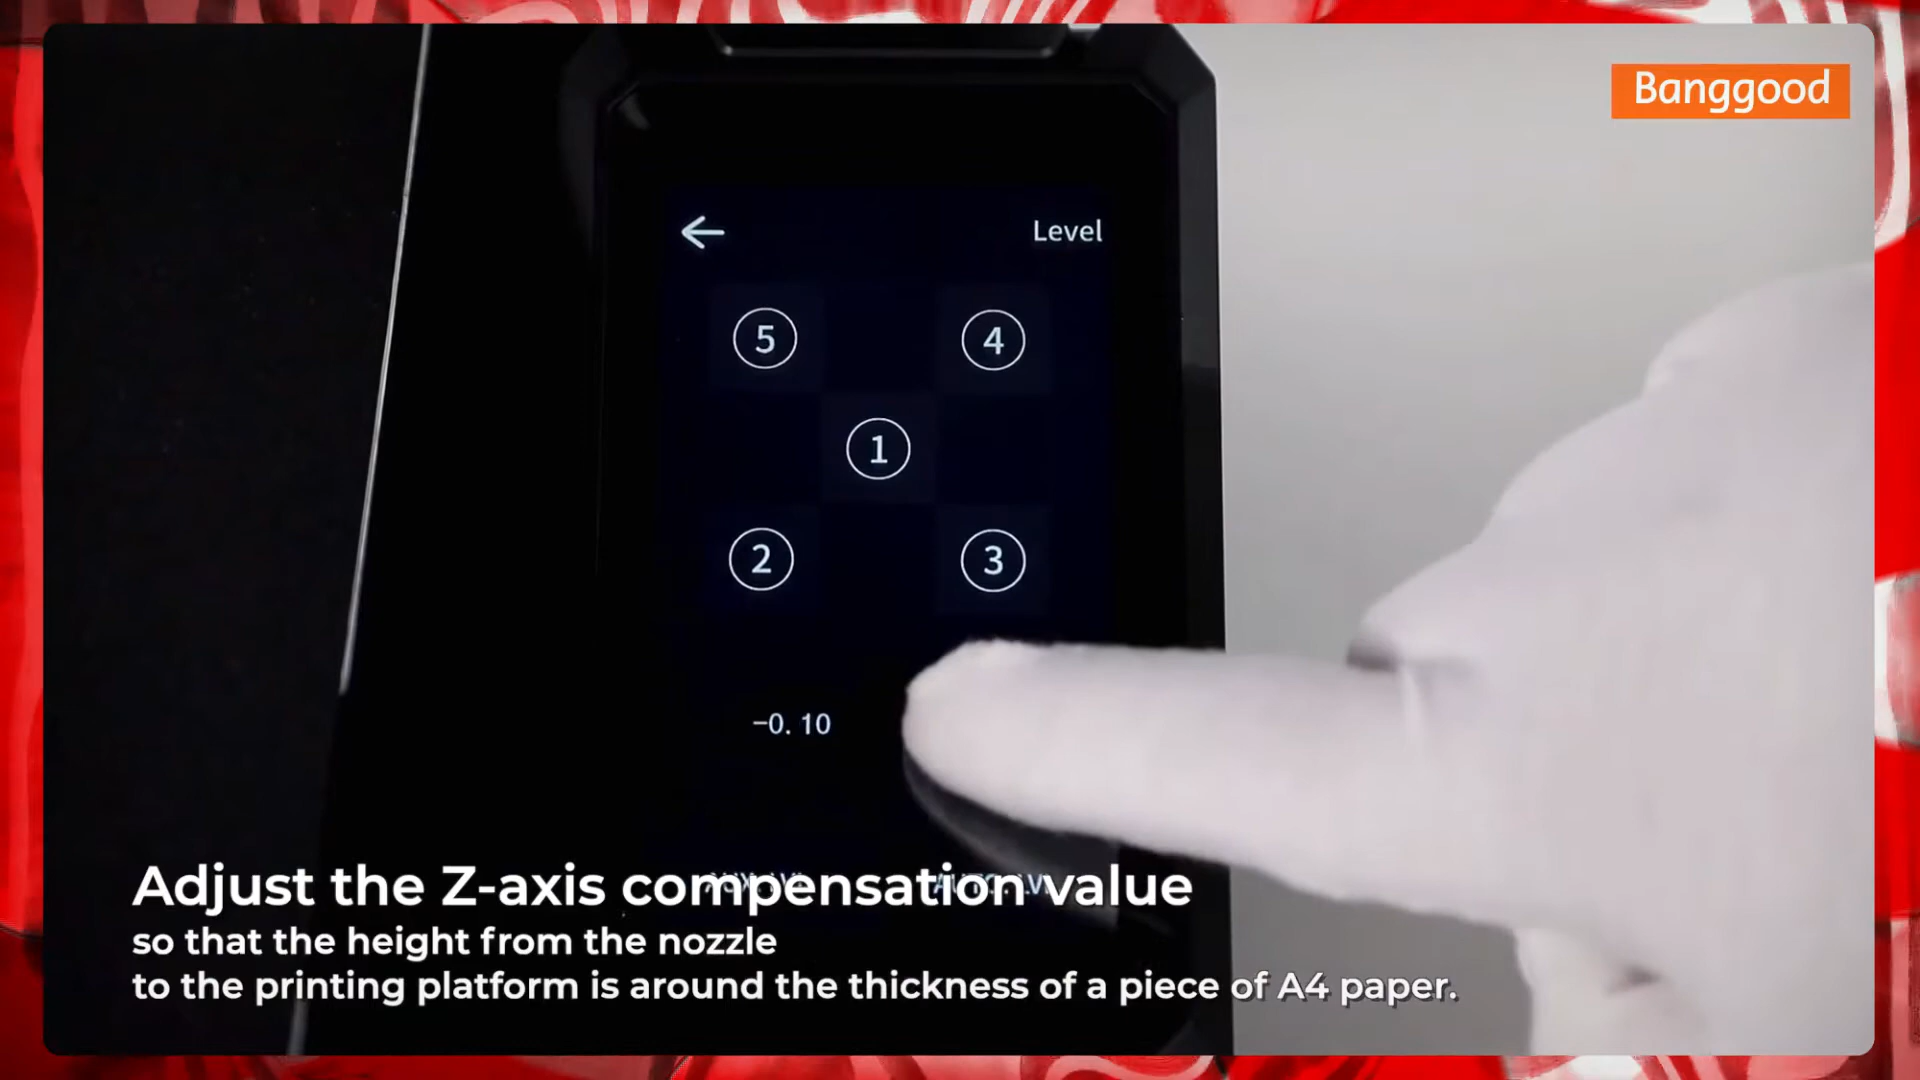 Banggood
Level
5 4
1
2 3
-0.10
Adjust the Z-axis compensation value
so that the height from the nozzle
to the printing platform is around the thickness of a piece of A4 paper.